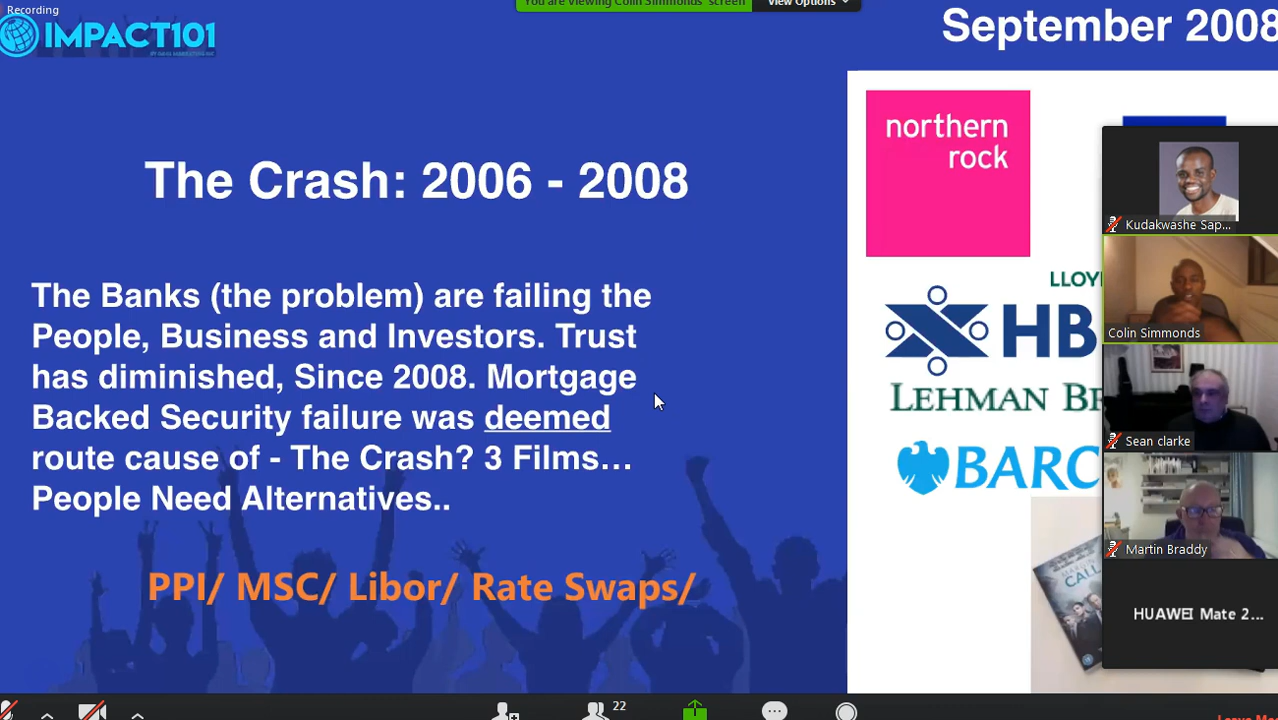 Recording
You are viewing Colin Simmonds' screen
View Options
IMPACT101
September 2008
northern
rock
The Crash: 2006 - 2008
Kudakwashe Sap...
The Banks (the problem) are failing the
People, Business and Investors. Trust
has diminished, Since 2008. Mortgage
Backed Security failure was deemed
route cause of - The Crash? 3 Films…
People Need Alternatives..
PPI/ MSC/ Libor/ Rate Swaps/
LLOY
HB
LEHMAN BR
BARC
Colin Simmonds
Sean clarke
Martin Braddy
CALL
HUAWEI Mate 2...
22